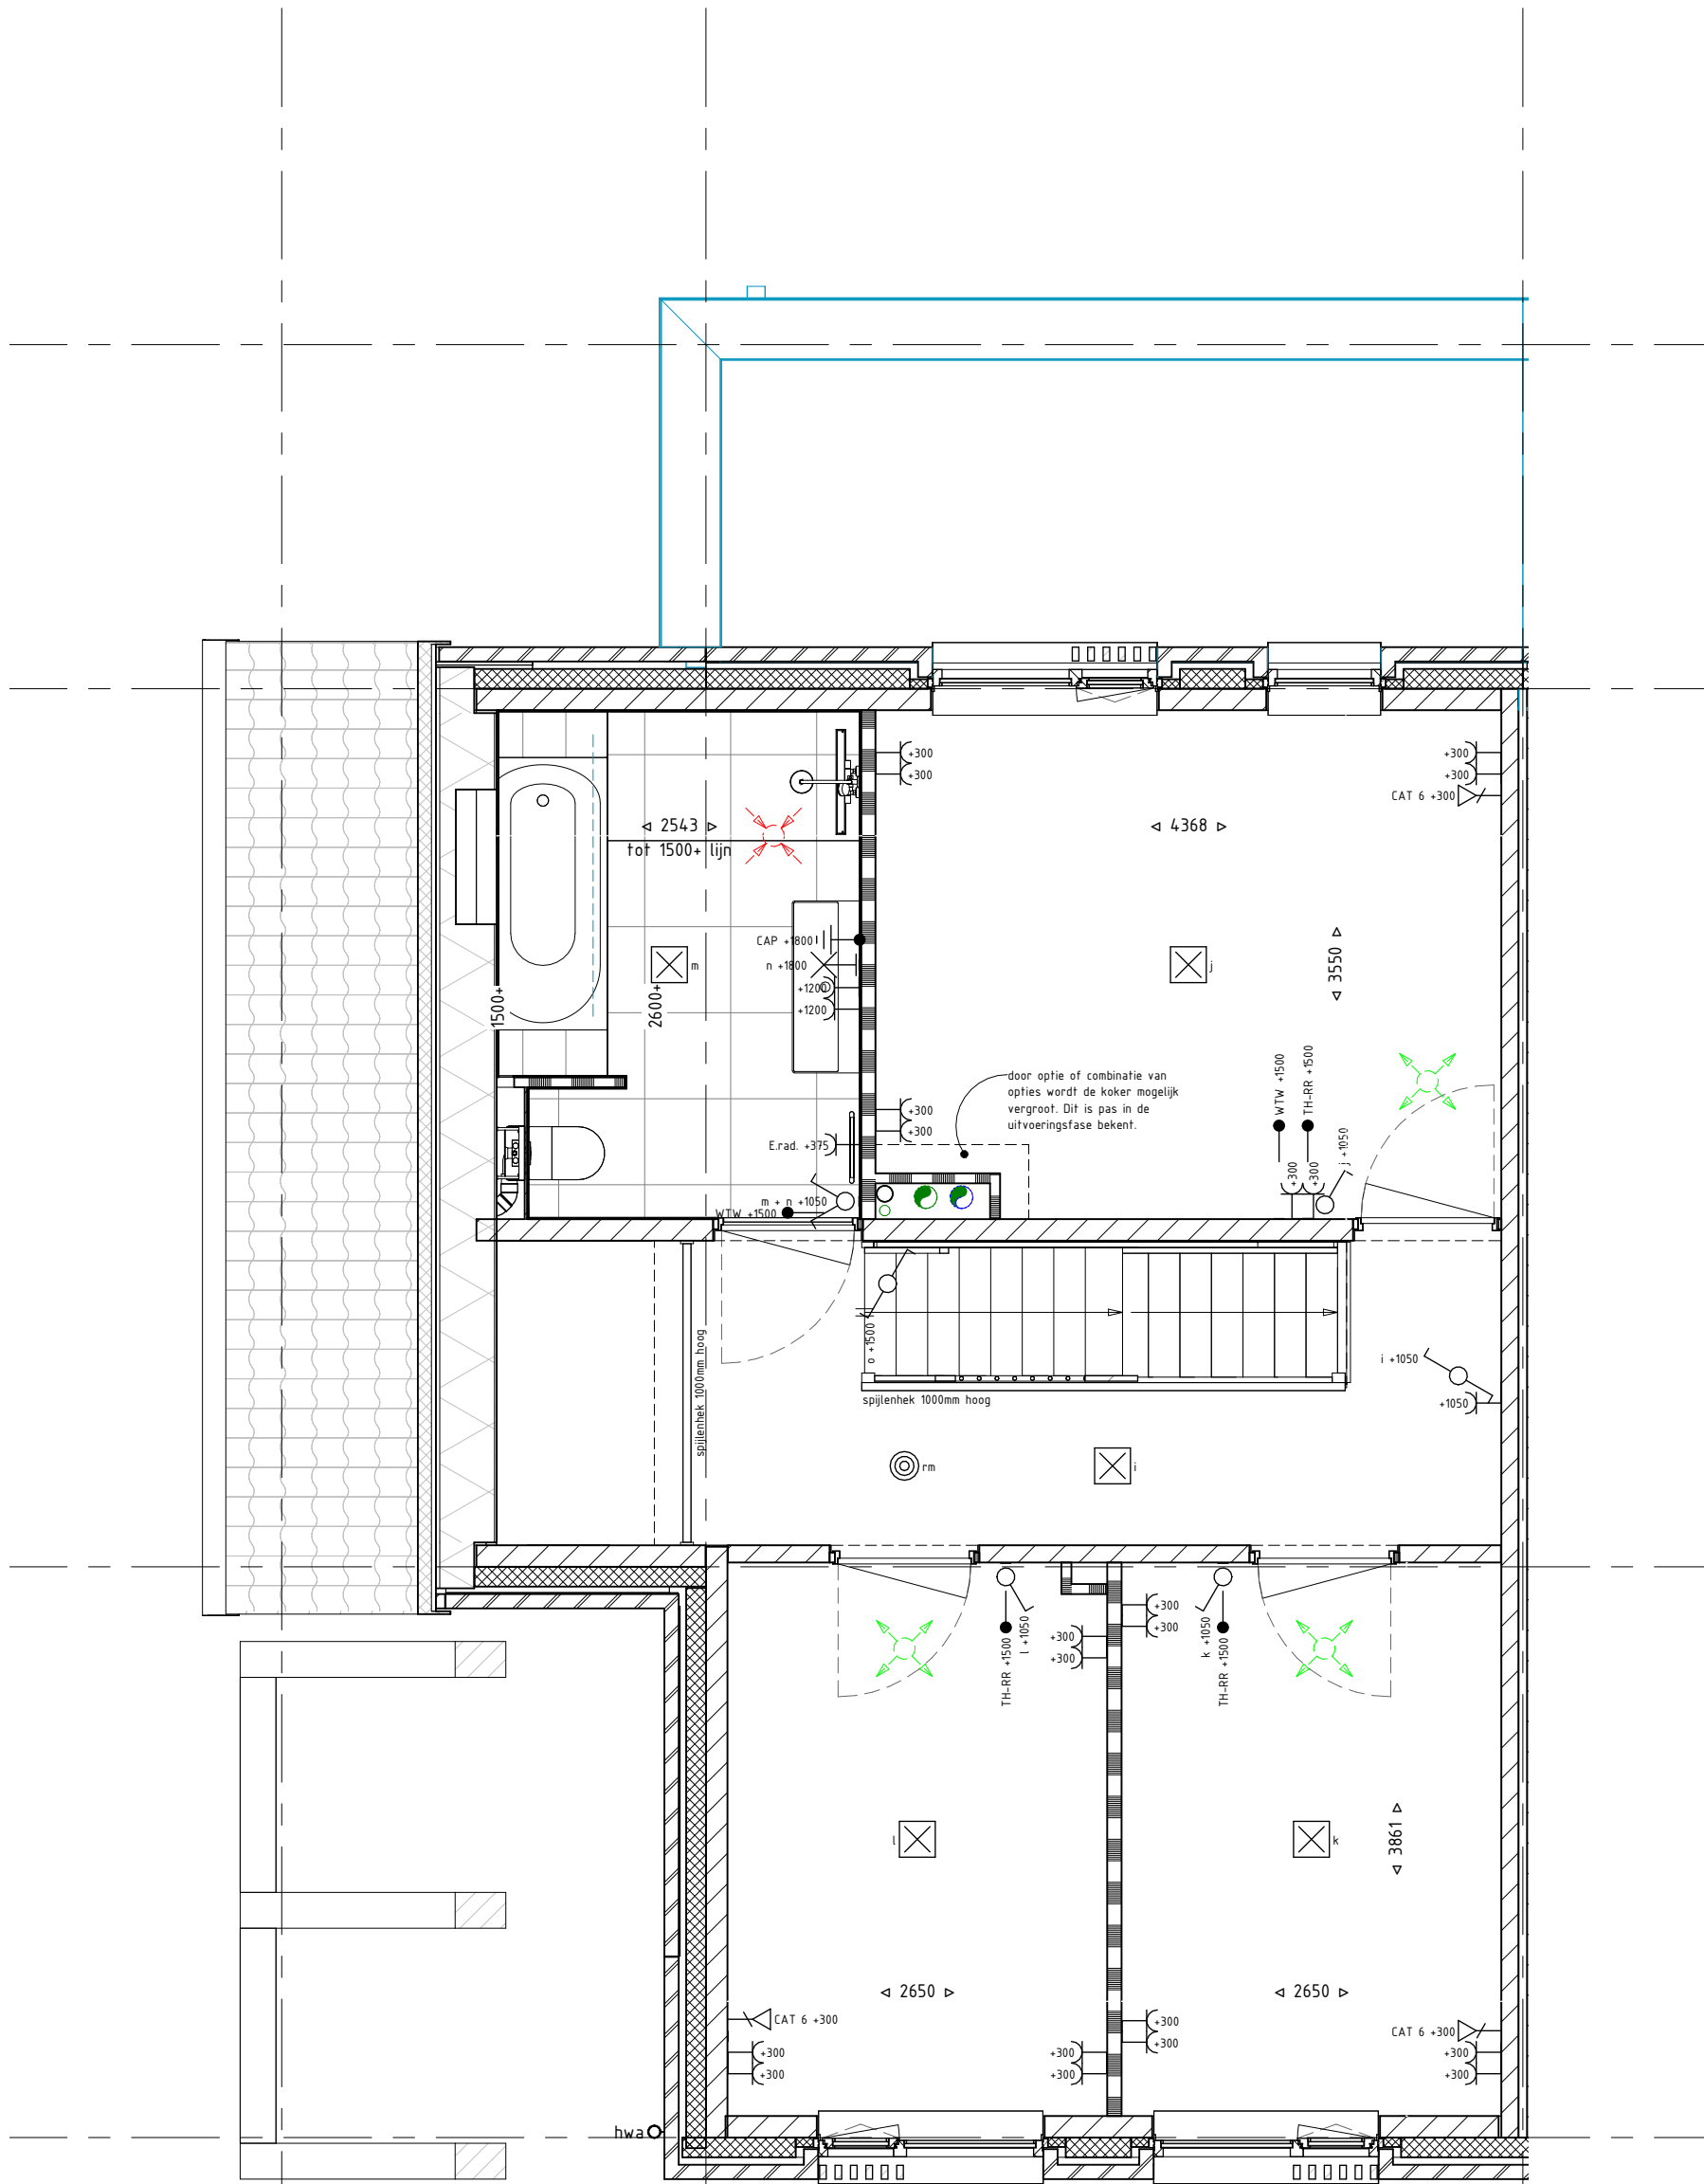 +300
+300
+300
+300
CAT 6 +300
2543
tot 1500+ lijn
4368
CAP +1800
n +1800
m
j
+1200
+1200
1500+
2600+
3550
door optie of combinatie van
opties wordt de koker mogelijk
vergroot. Dit is pas in de
uitvoeringsfase bekent.
WTW +1500
TH-RR +1500
+300
+300
E.rad. +375
j +1050
+300
+300
m + n +1050
WTW +1500
o +1500
spijlenhek 1000mm hoog
spijlenhek 1000mm hoog
i +1050
+1050
rm
i
+300
+300
+300
+300
l +1050
TH-RR +1500
k +1050
TH-RR +1500
l
k
3861
2650
2650
CAT 6 +300
+300
+300
+300
+300
+300
+300
CAT 6 +300
+300
+300
hwa